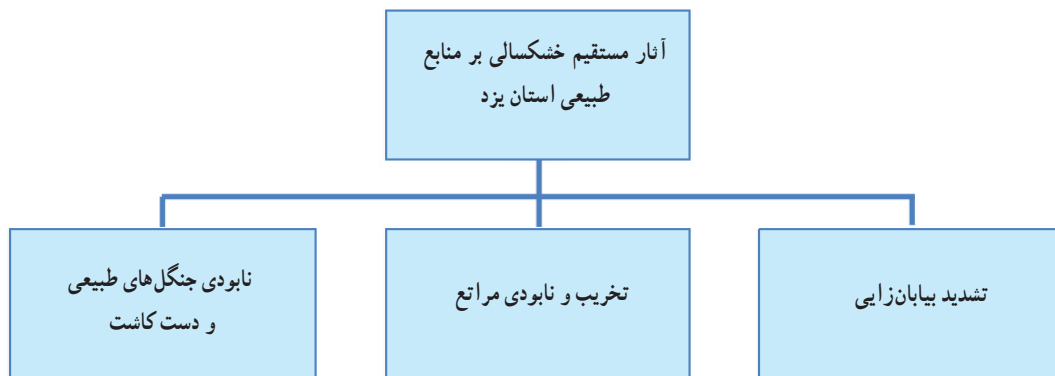 آثار مستقیم خشکسالی بر منابع
طبیعی استان یزد
تشدید بیابان‌زایی
تخریب و نابودی مراتع
نابودی جنگل‌های طبیعی
و دست کاشت